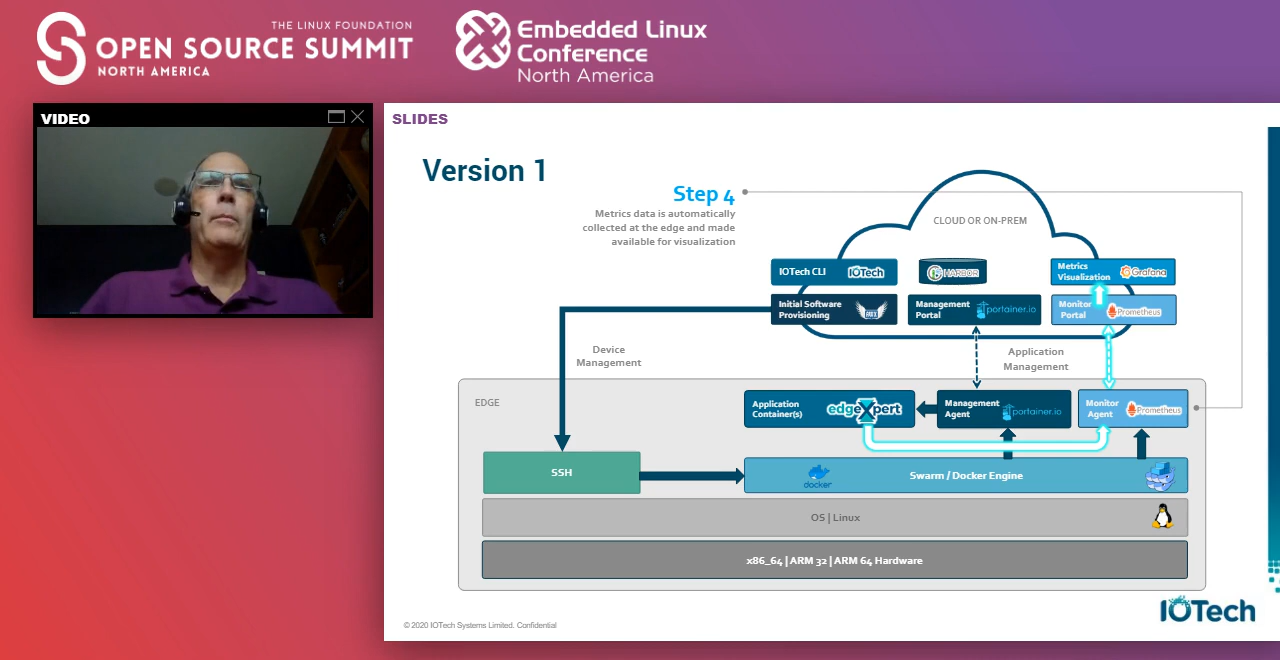 THE LINUX FOUNDATION
OPEN SOURCE SUMMIT
NORTH AMERICA
Embedded Linux
Conference
North America
VIDEO
SLIDES
Version 1
Step 4
Metrics data is automatically
collected at the edge and made
available for visualization
CLOUD OR ON-PREM
IOTech CLI
IOTech
HARBOR
Metrics
Visualization
Grafana
Initial Software
Provisioning
Management
Portal
portainer.io
Monitor
Portal
Prometheus
Device
Management
Application
Management
EDGE
Application
Container(s)
edgeXpert
Management
Agent
portainer.io
Monitor
Agent
Prometheus
SSH
docker
Swarm / Docker Engine
OS | Linux
x86_64 | ARM 32 | ARM 64 Hardware
© 2020 IOTech Systems Limited. Confidential
IOTech